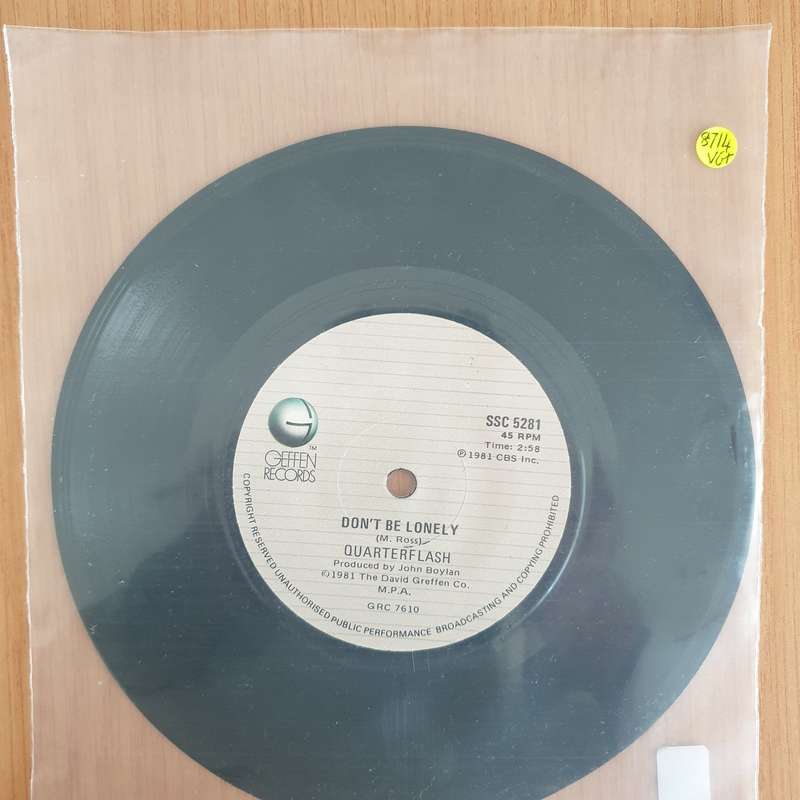 8714
VG+
SSC 5281
45 RPM
Time: 2:58
℗1981 CBS Inc.
G
TM
GEFFEN
RECORDS
DON'T BE LONELY
(M. Ross)
QUARTERFLASH
Produced by John Boylan
©1981 The David Greffen Co.
M.P.A.
GRC 7610
COPYRIGHT RESERVED UNAUTHORISED PUBLIC PERFORMANCE BROADCASTING AND COPYING PROHIBITED